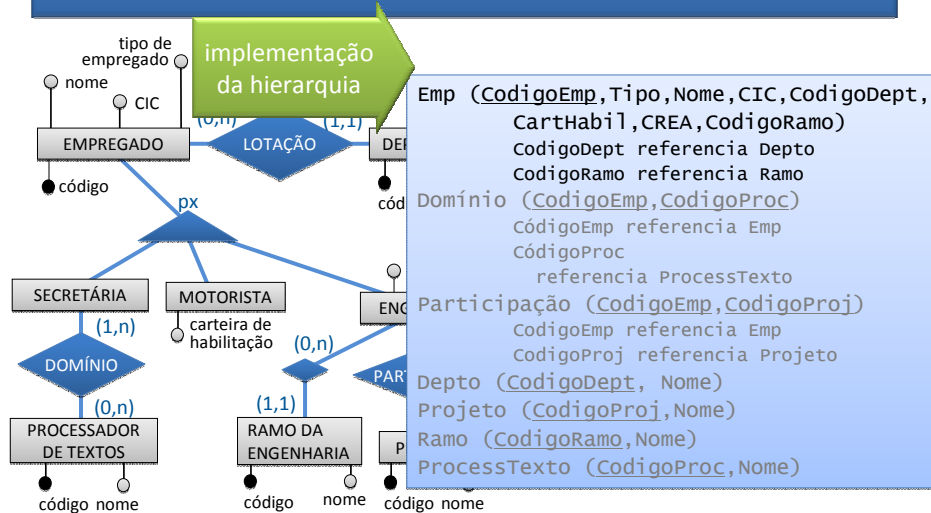 implementação
da hierarquia
tipo de
empregado
nome
CIC
EMPREGADO
(0,n)
LOTAÇÃO
(1,1)
código
px
SECRETÁRIA
MOTORISTA
carteira de
habilitação
(1,n)
DOMÍNIO
(0,n)
PROCESSADOR
DE TEXTOS
código nome
(0,n)
(1,1)
RAMO DA
ENGENHARIA
código nome
código nome
Emp (CodigoEmp,Tipo,Nome,CIC,CodigoDept,
CartHabil,CREA,CodigoRamo)
CodigoDept referencia Depto
CodigoRamo referencia Ramo
Domínio (CodigoEmp,CodigoProc)
CódigoEmp referencia Emp
CódigoProc
referencia ProcessTexto
Participação (CodigoEmp,CodigoProj)
CodigoEmp referencia Emp
CodigoProj referencia Projeto
Depto (CodigoDept, Nome)
Projeto (CodigoProj,Nome)
Ramo (CodigoRamo,Nome)
ProcessTexto (CodigoProc,Nome)